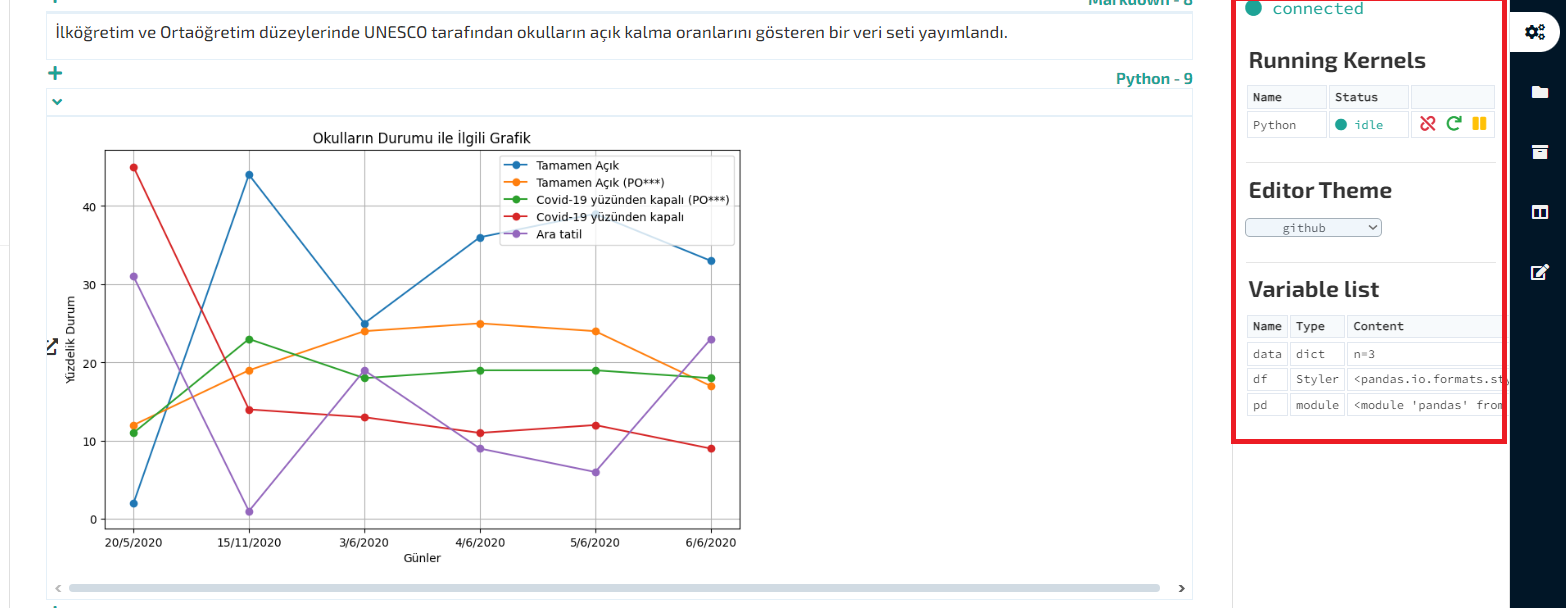 Markdown - 8
İlköğretim ve Ortaöğretim düzeylerinde UNESCO tarafından okulların açık kalma oranlarını gösteren bir veri seti yayımlandı.
Python - 9
Okulların Durumu ile İlgili Grafik
Tamamen Açık
Tamamen Açık (PO***)
Covid-19 yüzünden kapalı (PO***)
Covid-19 yüzünden kapalı
Ara tatil
40
30
20
10
0
Yüzdelik Durum
20/5/2020 15/11/2020 3/6/2020 4/6/2020 5/6/2020 6/6/2020
Günler
connected
Running Kernels
Name Status
Python idle
Editor Theme
github
Variable list
Name Type Content
data dict n=3
df Styler <pandas.io.formats.sty
pd module <module 'pandas' from